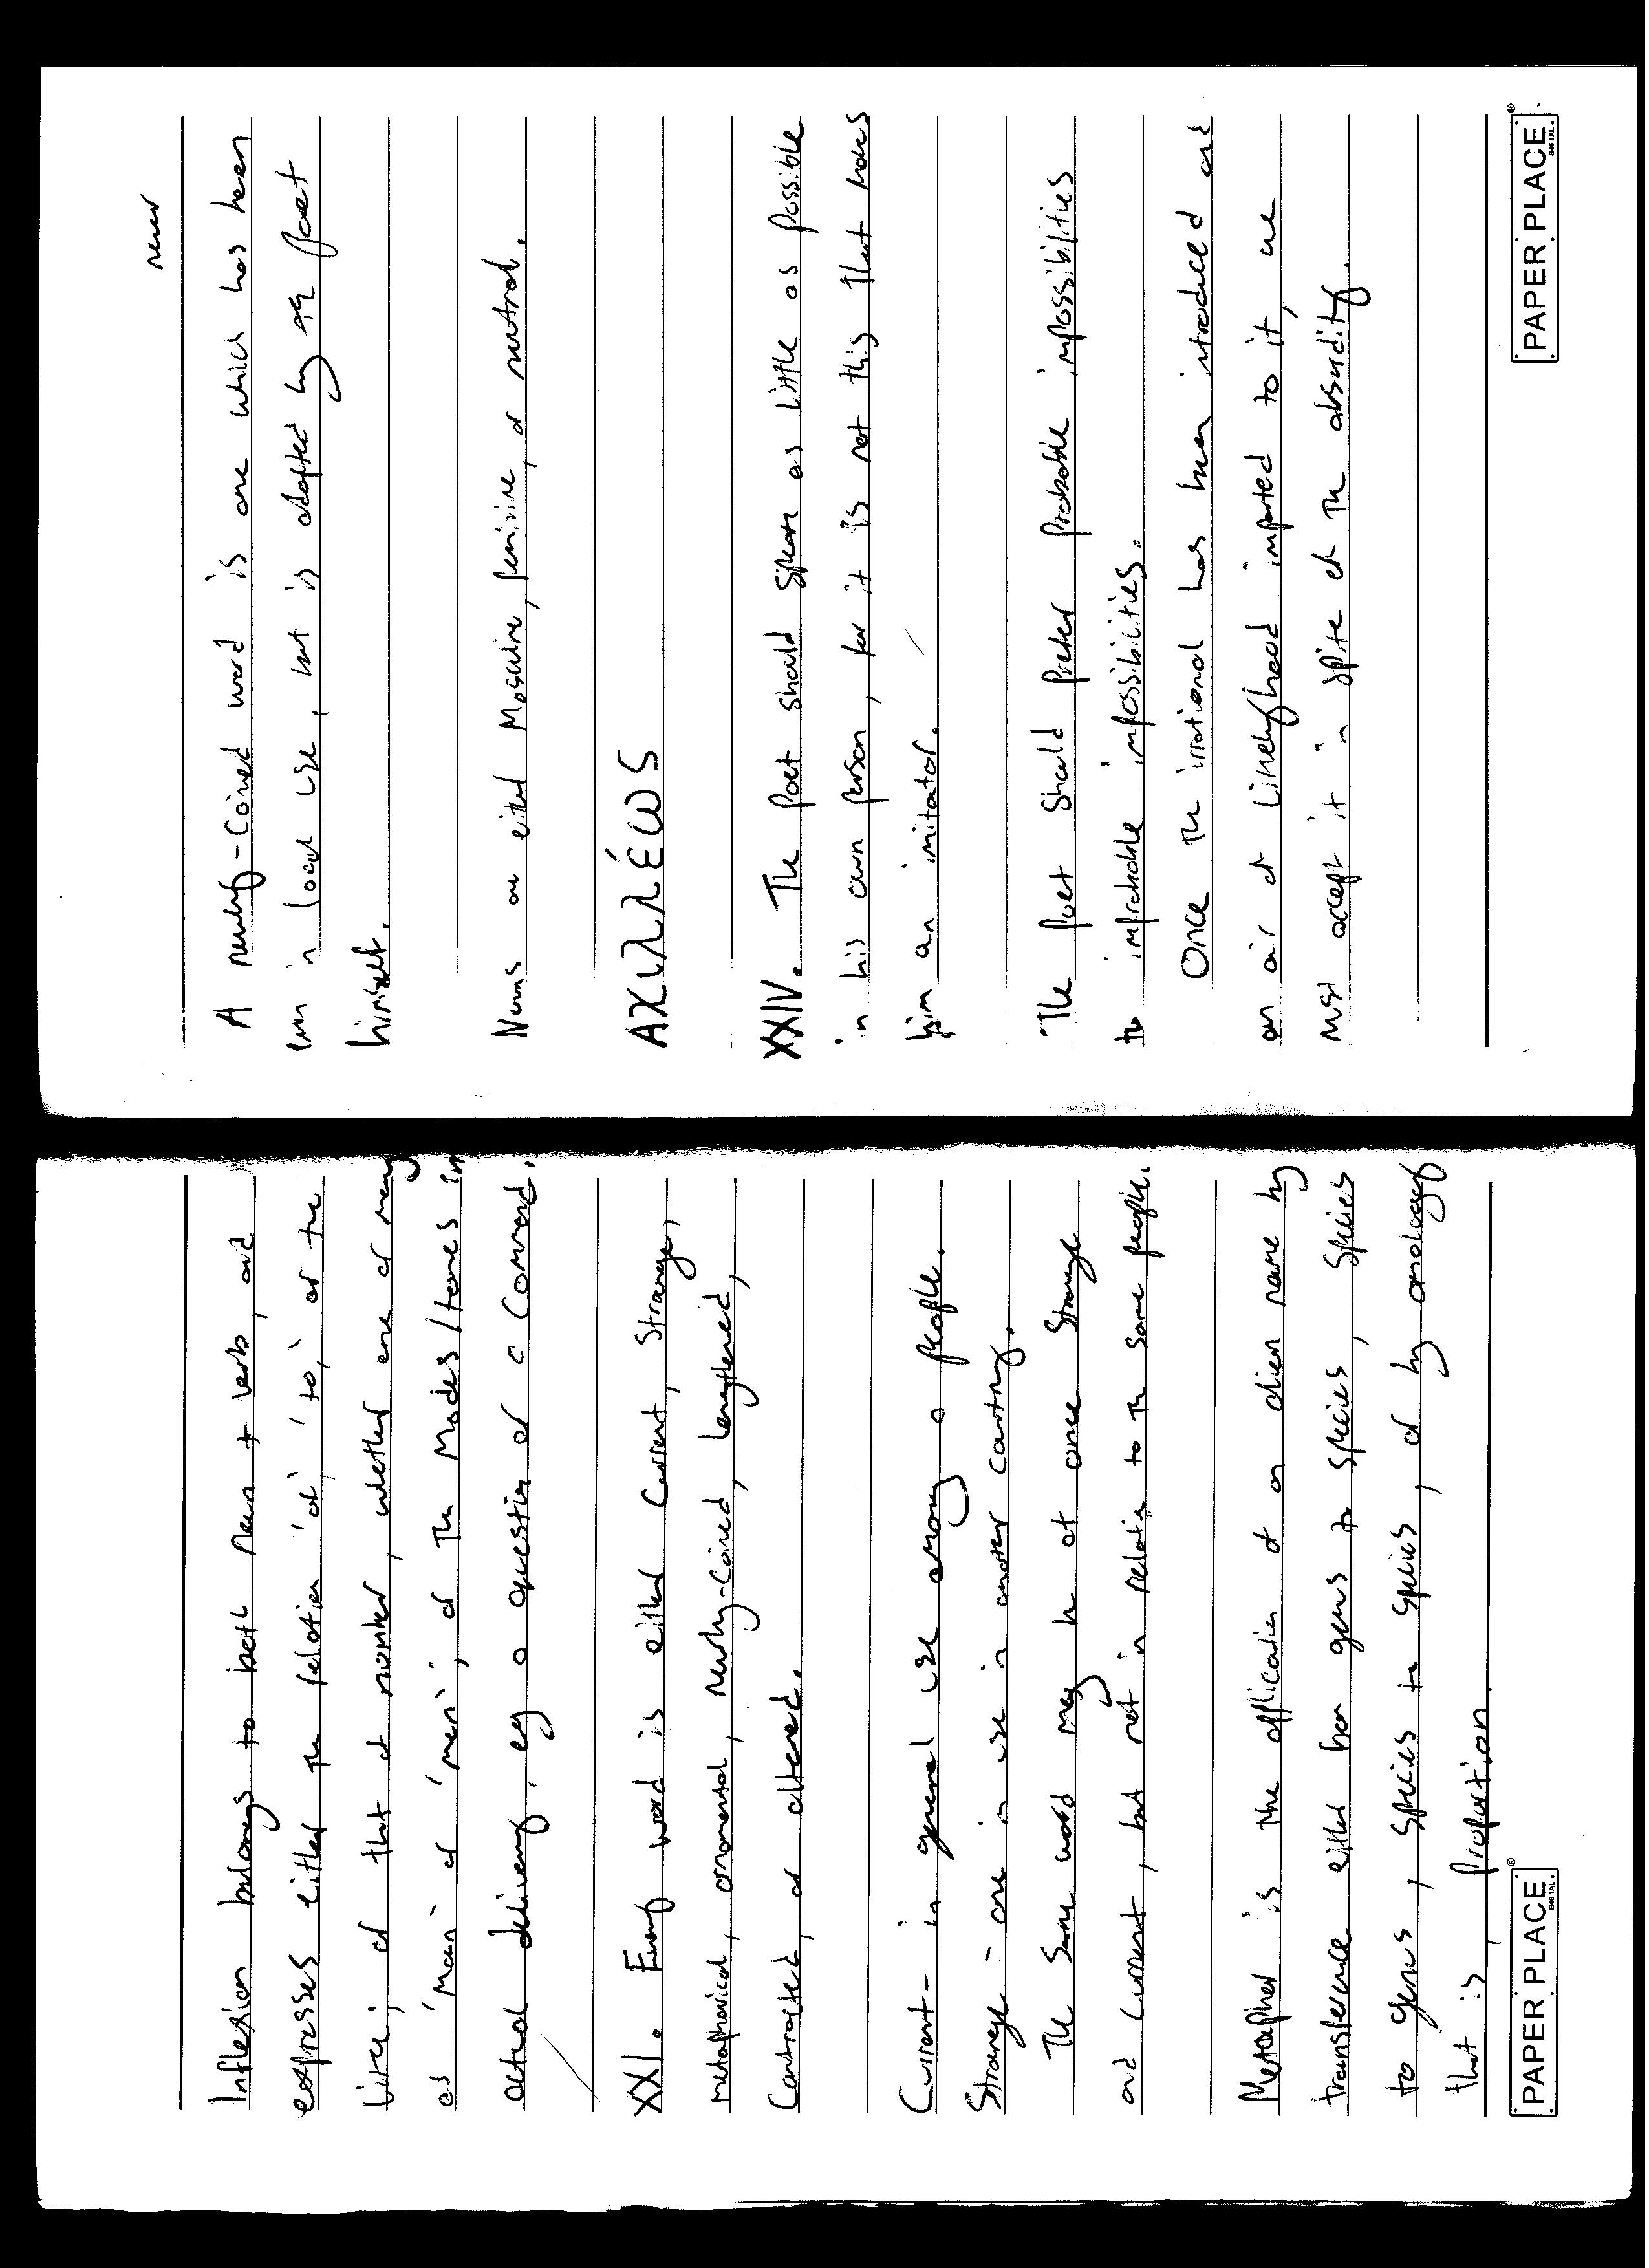 Inflexion belongs to both noun + verb, and
expresses either the relation 'of,' 'to,' or the
like; or that of number, whether one or many
as 'man' or 'men'; or the modes/tones in
actual delivery, eg a question or a command.
XXI. Every word is either current, strange,
metaphorical, ornamental, newly-coined, lengthened,
contracted, or altered.
Current - in general use among a people.
Strange - one in use in another country.
The same word may be at once strange
and current, but not in relation to the same people.
Metaphor is the application of an alien name by
transference either from genus to species, species
to genus, species to species, or by analogy
that is, proportion.
PAPER PLACE®
B46 1AL
never
A newly-coined word is one which has been
in local use, but is adopted by poet
himself.
Nouns are either masculine, feminine, or neutral.
Αχιλλέως
XXIV. The poet should speak as little as possible
in his own person, for it is not this that makes
him an imitator.
The poet should prefer probable impossibilities
to improbable impossibilities.
Once the irrational has been introduced and
an air of likelyhood imparted to it, we
must accept it in spite of the absurdity.
PAPER PLACE®
B46 1AL